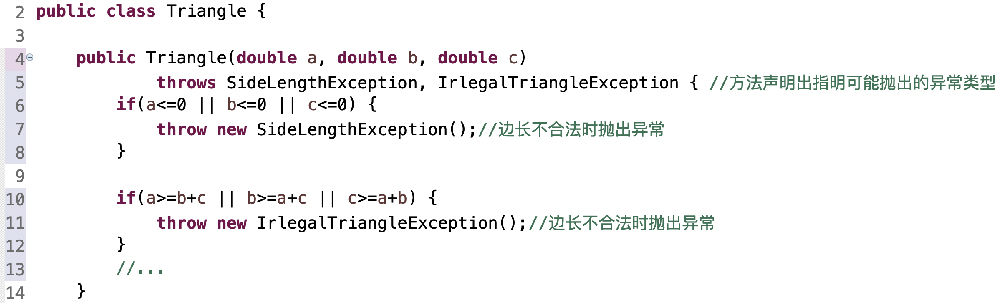 2 public class Triangle {
3
4 public Triangle(double a, double b, double c)
5 throws SideLengthException, IrlegalTriangleException { //方法声明出指明可能抛出的异常类型
6 if(a<=0 || b<=0 || c<=0) {
7 throw new SideLengthException();//边长不合法时抛出异常
8 }
9
10 if(a>=b+c || b>=a+c || c>=a+b) {
11 throw new IrlegalTriangleException();//边长不合法时抛出异常
12 }
13 //...
14 }